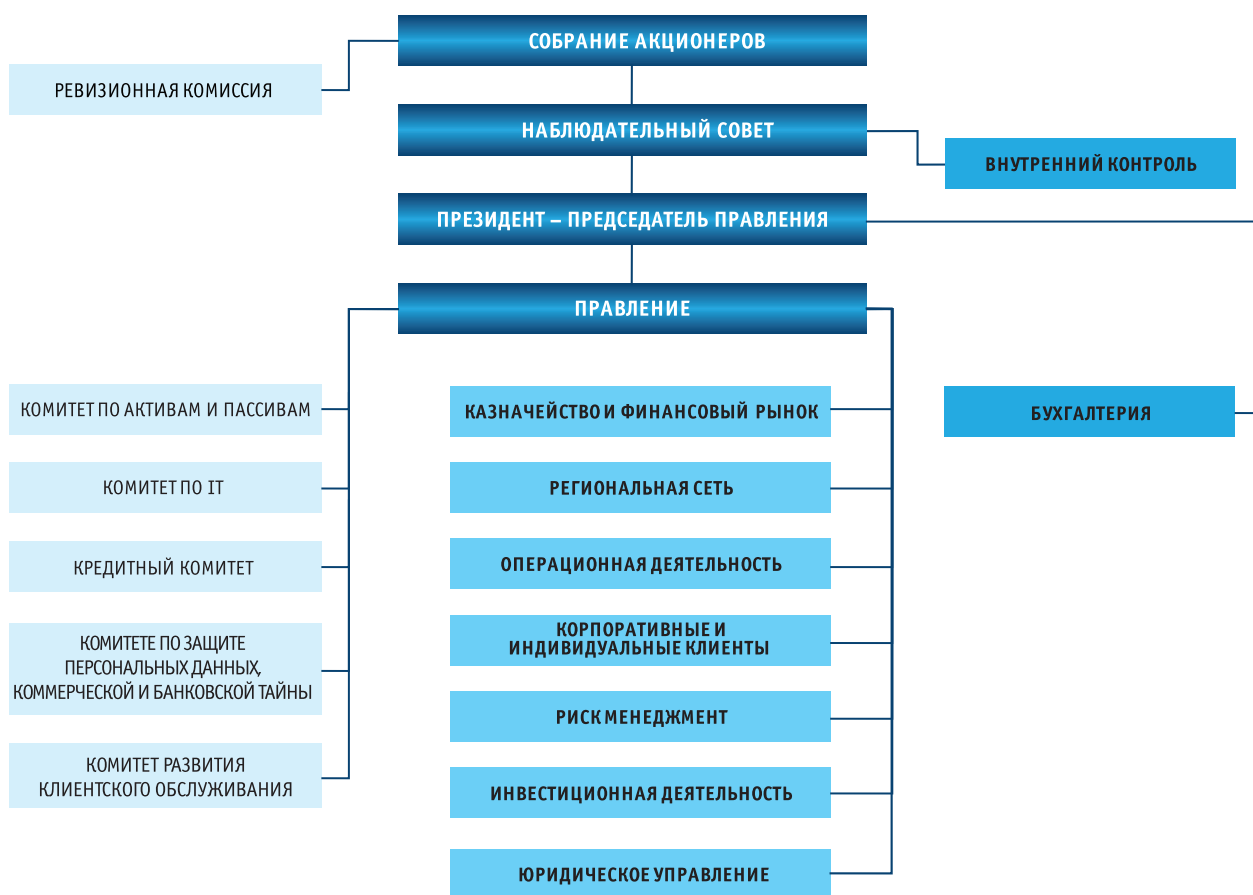 СОБРАНИЕ АКЦИОНЕРОВ
РЕВИЗИОННАЯ КОМИССИЯ
НАБЛЮДАТЕЛЬНЫЙ СОВЕТ
ВНУТРЕННИЙ КОНТРОЛЬ
ПРЕЗИДЕНТ – ПРЕДСЕДАТЕЛЬ ПРАВЛЕНИЯ
ПРАВЛЕНИЕ
КОМИТЕТ ПО АКТИВАМ И ПАССИВАМ
КОМИТЕТ ПО IT
КРЕДИТНЫЙ КОМИТЕТ
КОМИТЕТЕ ПО ЗАЩИТЕ
ПЕРСОНАЛЬНЫХ ДАННЫХ,
КОММЕРЧЕСКОЙ И БАНКОВСКОЙ ТАЙНЫ
КОМИТЕТ РАЗВИТИЯ
КЛИЕНТСКОГО ОБСЛУЖИВАНИЯ
КАЗНАЧЕЙСТВО И ФИНАНСОВЫЙ РЫНОК
РЕГИОНАЛЬНАЯ СЕТЬ
ОПЕРАЦИОННАЯ ДЕЯТЕЛЬНОСТЬ
КОРПОРАТИВНЫЕ И
ИНДИВИДУАЛЬНЫЕ КЛИЕНТЫ
РИСК МЕНЕДЖМЕНТ
ИНВЕСТИЦИОННАЯ ДЕЯТЕЛЬНОСТЬ
ЮРИДИЧЕСКОЕ УПРАВЛЕНИЕ
БУХГАЛТЕРИЯ